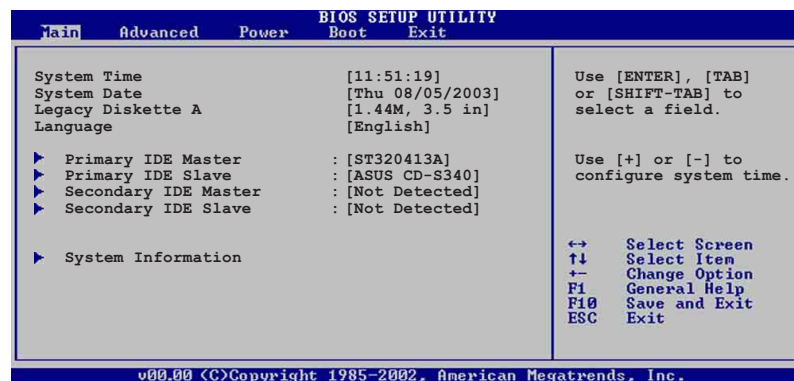 BIOS SETUP UTILITY
Main Advanced Power Boot Exit
System Time [11:51:19]
System Date [Thu 08/05/2003]
Legacy Diskette A [1.44M, 3.5 in]
Language [English]
Primary IDE Master : [ST320413A]
Primary IDE Slave : [ASUS CD-S340]
Secondary IDE Master : [Not Detected]
Secondary IDE Slave : [Not Detected]
System Information
Use [ENTER], [TAB]
or [SHIFT-TAB] to
select a field.
Use [+] or [-] to
configure system time.
↔ Select Screen
↑↓ Select Item
+- Change Option
F1 General Help
F10 Save and Exit
ESC Exit
v00.00 (C)Copyright 1985-2002, American Megatrends, Inc.